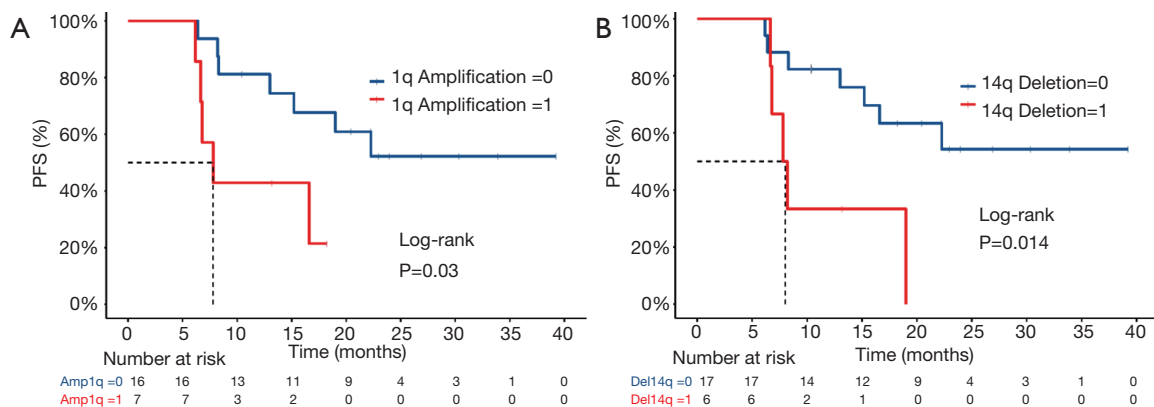 A
PFS (%)
100%
80%
60%
40%
20%
0%
1q Amplification =0
1q Amplification =1
Log-rank
P=0.03
0 5 10 15 20 25 30 35 40
Number at risk
Time (months)
Amp1q =0 16 16 13 11 9 4 3 1 0
Amp1q =1 7 7 3 2 0 0 0 0 0
B
PFS (%)
100%
80%
60%
40%
20%
0%
14q Deletion=0
14q Deletion=1
Log-rank
P=0.014
0 5 10 15 20 25 30 35 40
Number at risk
Time (months)
Del14q =0 17 17 14 12 9 4 3 1 0
Del14q =1 6 6 2 1 0 0 0 0 0